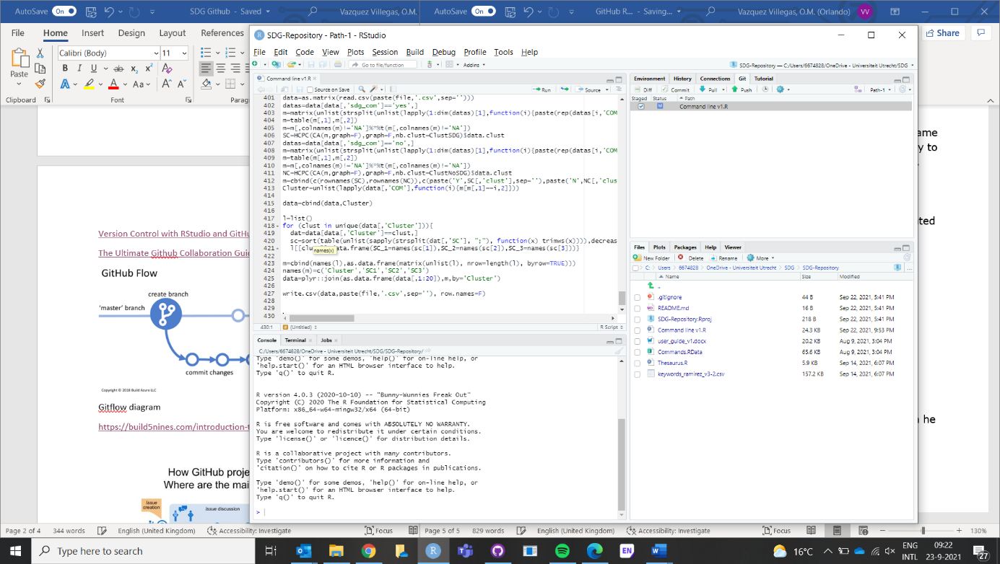 AutoSave On SDG Github - Saved Vazquez Villegas, O.M.
AutoSave On GitHub R... - Saving... Vazquez Villegas, O.M. (Orlando) VV
File Home Insert Design Layout References
Share
Calibri (Body) 11
Paste
B I U ab x₂ x²
A A Aa A A
Clipboard Font Parag
Version Control with RStudio and GitHu
The Ultimate Github Collaboration Guid
GitHub Flow
create branch
'master' branch
commit changes
Copyright © 2018 Build Azure LLC
Gitflow diagram
https://build5nines.com/introduction-t
How GitHub proje
Where are the mai
issue creation
issue discussion
ame
y to
ted
n he
SDG-Repository - Path-1 - RStudio
File Edit Code View Plots Session Build Debug Profile Tools Help
Go to file/function Addins
SDG-Repository — C:/Users/6674828/OneDrive - Universiteit Utrecht/SDG
Command line v1.R
Source on Save Run Source
401 data=as.matrix(read.csv(paste(file,'.csv',sep='')))
402 datas=data[data[,'sdg_com']=='yes',]
403 m=matrix(unlist(strsplit(unlist(lapply(1:dim(datas)[1],function(i){paste(rep(datas[i,'COM
404 m=table(m[,1],m[,2])
405 m=m[,colnames(m)!='NA']%*%t(m[,colnames(m)!='NA'])
406 SC=HCPC(CA(m,graph=F),graph=F,nb.clust=ClustSDG)$data.clust
407 datas=data[data[,'sdg_com']=='no',]
408 m=matrix(unlist(strsplit(unlist(lapply(1:dim(datas)[1],function(i){paste(rep(datas[i,'COM
409 m=table(m[,1],m[,2])
410 m=m[,colnames(m)!='NA']%*%t(m[,colnames(m)!='NA'])
411 NC=HCPC(CA(m,graph=F),graph=F,nb.clust=ClustNoSDG)$data.clust
412 m=cbind(c(rownames(SC),rownames(NC)),c(paste('Y',SC[,'clust'],sep=''),paste('N',NC[,'clus
413 Cluster=unlist(lapply(data[,'COM'],function(i){m[m[,1]==i,2]}))
414
415 data=cbind(data,Cluster)
416
417 l=list()
418 for (clust in unique(data[,'Cluster'])){
419 dat=data[data[,'Cluster']==clust,]
420 sc=sort(table(unlist(sapply(strsplit(dat[,'SC'], ";"), function(x) trimws(x)))),decreas
421 l[[clu ata.frame(SC_1=names(sc[1]),SC_2=names(sc[2]),SC_3=names(sc[3]))}
names(x)
422
423 m=cbind(names(l),as.data.frame(matrix(unlist(l), nrow=length(l), byrow=TRUE)))
424 names(m)=c('Cluster','SC1','SC2','SC3')
425 data=plyr::join(as.data.frame(data[,1:20]),m,by='Cluster')
426
427 write.csv(data,paste(file,'.csv',sep=''), row.names=F)
428
429
430
430:1 (Untitled) R Script
Console Terminal Jobs
C:/Users/6674828/OneDrive - Universiteit Utrecht/SDG/SDG-Repository/
Type 'demo()' for some demos, 'help()' for on-line help, or
'help.start()' for an HTML browser interface to help.
Type 'q()' to quit R.
R version 4.0.3 (2020-10-10) -- "Bunny-Wunnies Freak Out"
Copyright (C) 2020 The R Foundation for Statistical Computing
Platform: x86_64-w64-mingw32/x64 (64-bit)
R is free software and comes with ABSOLUTELY NO WARRANTY.
You are welcome to redistribute it under certain conditions.
Type 'license()' or 'licence()' for distribution details.
R is a collaborative project with many contributors.
Type 'contributors()' for more information and
'citation()' on how to cite R or R packages in publications.
Type 'demo()' for some demos, 'help()' for on-line help, or
'help.start()' for an HTML browser interface to help.
Type 'q()' to quit R.
>
Environment History Connections Git Tutorial
Diff Commit Pull Push Path-1
Staged Status Path
M Command line v1.R
Files Plots Packages Help Viewer
New Folder Delete Rename More
C: Users 6674828 OneDrive - Universiteit Utrecht SDG SDG-Repository
Name Size Modified
..
.gitignore 44 B Sep 22, 2021, 5:41 PM
README.md 16 B Sep 22, 2021, 5:41 PM
SDG-Repository.Rproj 218 B Sep 22, 2021, 5:41 PM
Command line v1.R 24.3 KB Sep 22, 2021, 9:53 PM
user_guide_v1.docx 20.2 KB Aug 9, 2021, 3:04 PM
Commands.RData 65.6 KB Aug 9, 2021, 3:04 PM
Thesaurus.R 5.9 KB Sep 14, 2021, 6:07 PM
keywords_ramirez_v3-2.csv 157.2 KB Sep 14, 2021, 6:07 PM
Page 2 of 4 344 words English (United Kingdom) Accessibility: Investigate Focus
Page 5 of 5 829 words English (United Kingdom) Accessibility: Investigate Focus 130%
Type here to search
EN
16°C ENG INTL 09:22 23-9-2021 27